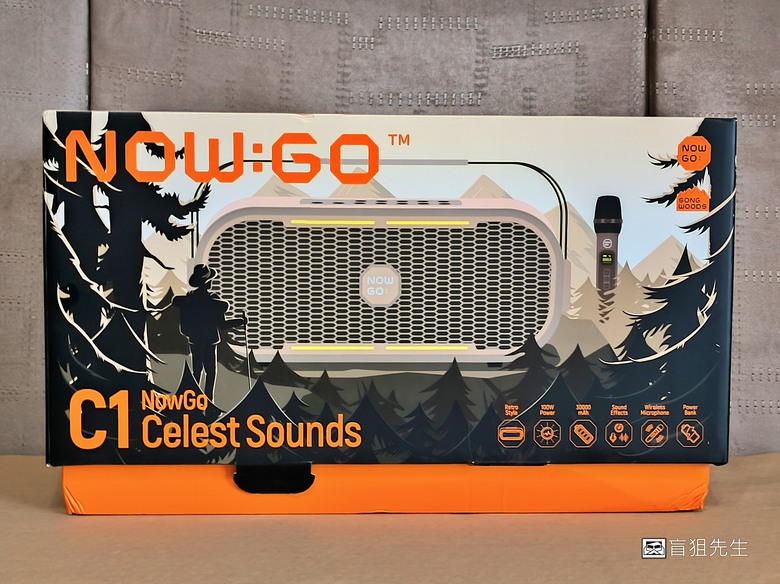 NOW:GO™
NOW
GO:
SONG
WOODS
NOW
GO:
C1
NowGo
Celest Sounds
Retro
Style
100W
Power
30000
mAh
Sound
Effects
Wireless
Microphone
Power
Bank
盲狙先生